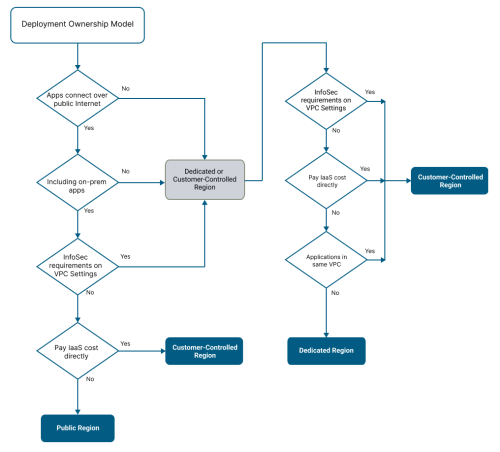 Deployment Ownership Model
Apps connect over
public Internet
No
Yes
Including on-prem
apps
No
Yes
InfoSec
requirements on
VPC Settings
Yes
No
Pay IaaS cost
directly
Yes
No
Customer-Controlled
Region
Public Region
Dedicated or
Customer-Controlled
Region
InfoSec
requirements on
VPC Settings
Yes
No
Pay IaaS cost
directly
Yes
No
Customer-Controlled
Region
Applications in
same VPC
Yes
No
Dedicated Region